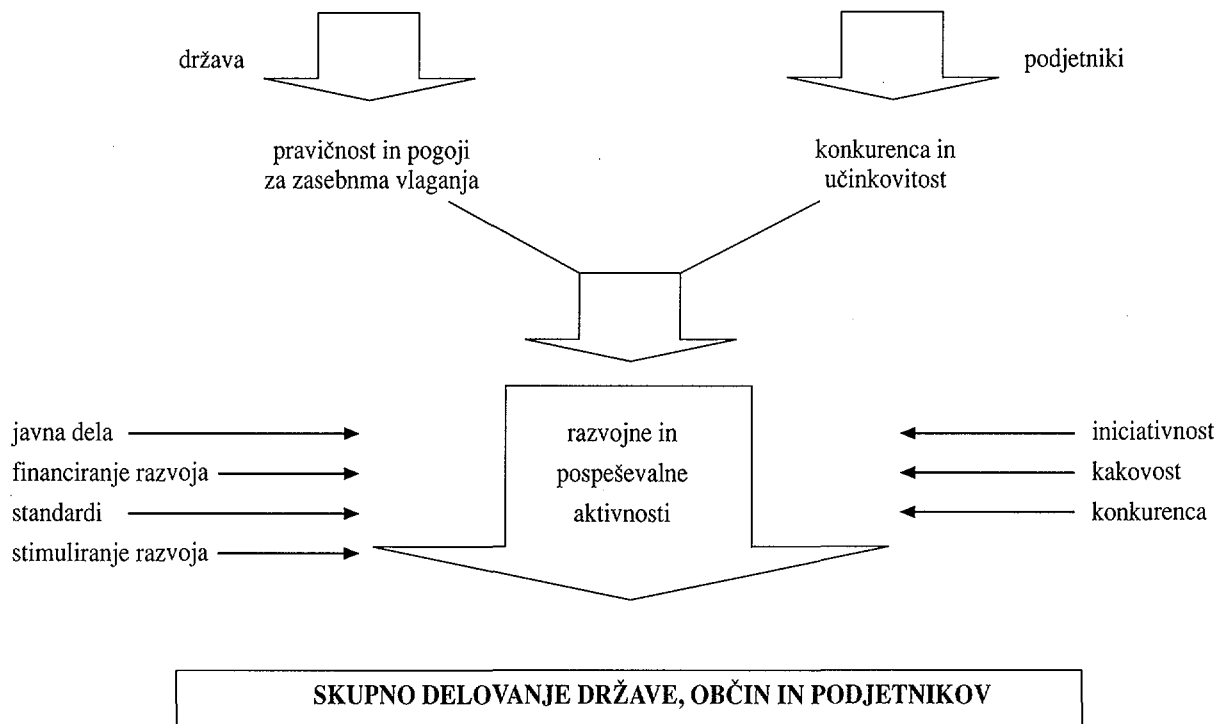 država
podjetniki
pravičnost in pogoji
za zasebnma vlaganja
konkurenca in
učinkovitost
javna dela
financiranje razvoja
standardi
stimuliranje razvoja
razvojne in
pospeševalne
aktivnosti
iniciativnost
kakovost
konkurenca
SKUPNO DELOVANJE DRŽAVE, OBČIN IN PODJETNIKOV